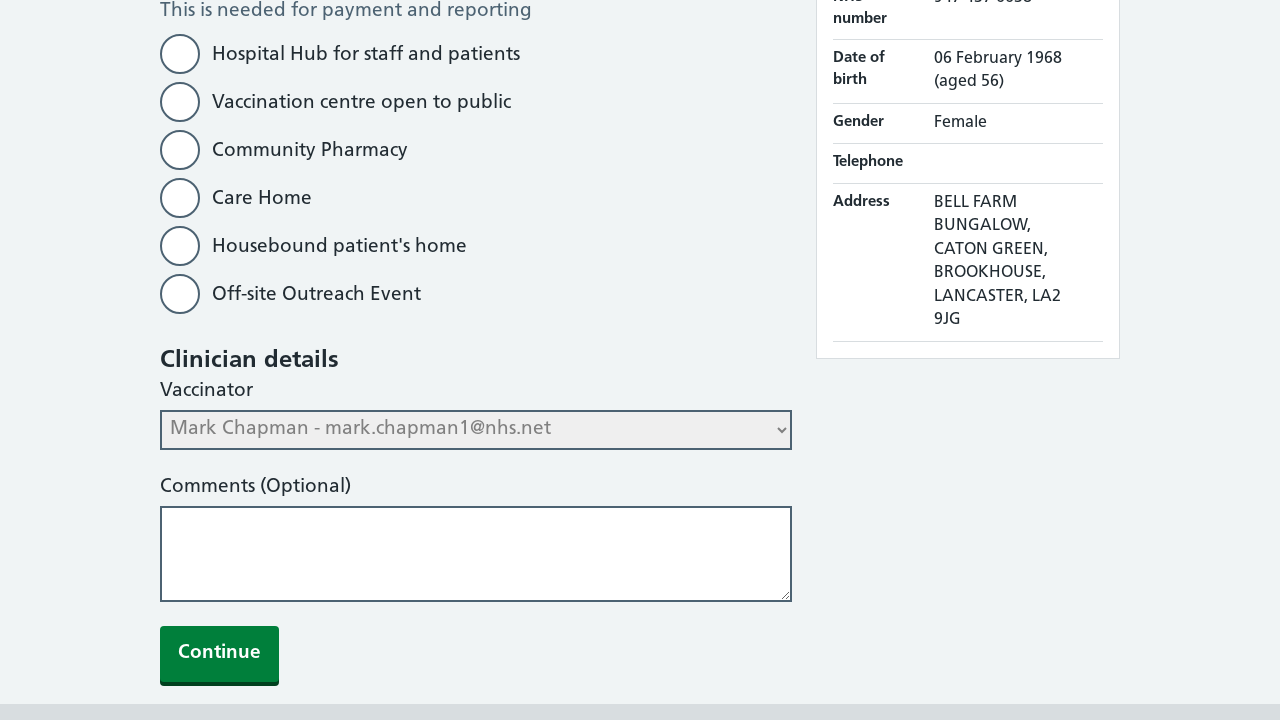 This is needed for payment and reporting
Hospital Hub for staff and patients
Vaccination centre open to public
Community Pharmacy
Care Home
Housebound patient's home
Off-site Outreach Event
Clinician details
Vaccinator
Mark Chapman - mark.chapman1@nhs.net
Comments (Optional)
Continue
number
Date of birth
06 February 1968
(aged 56)
Gender
Female
Telephone
Address
BELL FARM
BUNGALOW,
CATON GREEN,
BROOKHOUSE,
LANCASTER, LA2
9JG